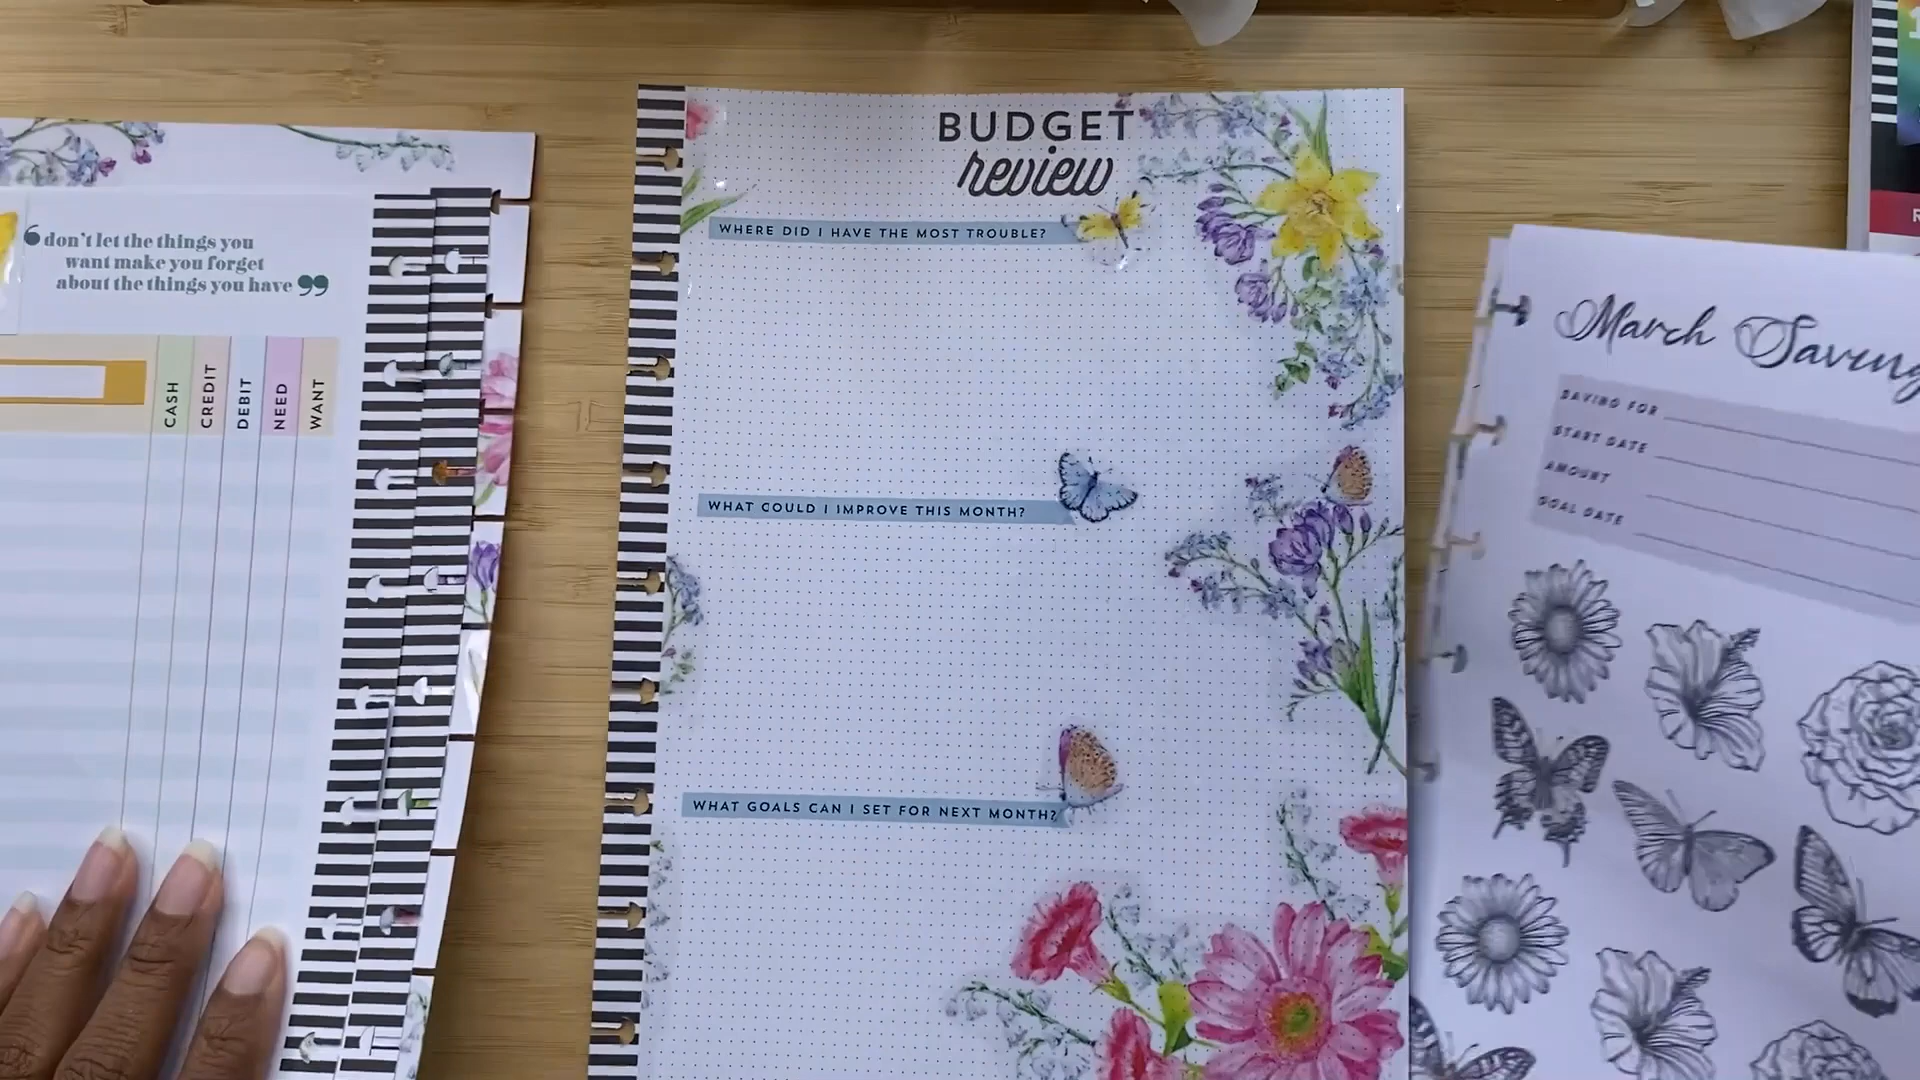 don't let the things you
want make you forget
about the things you have
CASH
CREDIT
DEBIT
NEED
WANT
BUDGET
review
WHERE DID I HAVE THE MOST TROUBLE?
WHAT COULD I IMPROVE THIS MONTH?
WHAT GOALS CAN I SET FOR NEXT MONTH?
March Saving
SAVING FOR
START DATE
AMOUNT
GOAL DATE